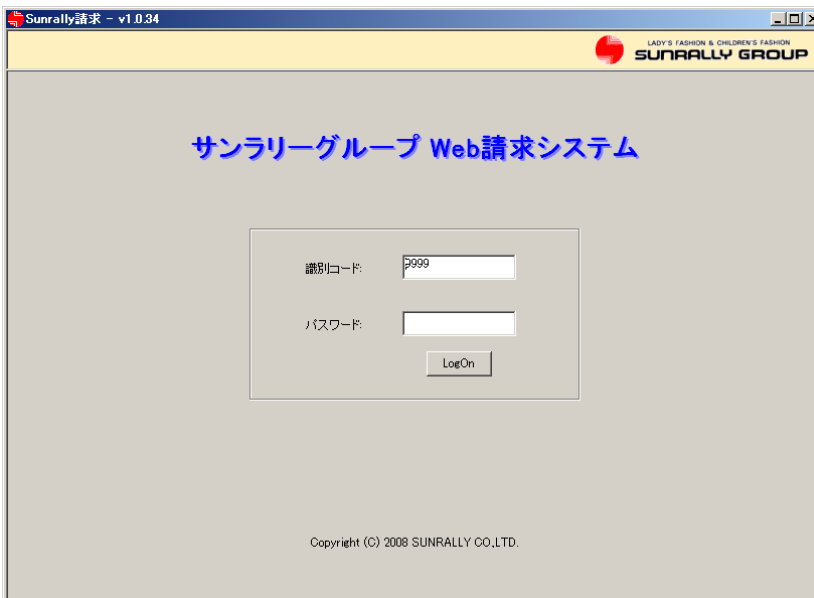 Sunrally請求 - v1.0.34
LADY'S FASHION & CHILDREN'S FASHION
SUNRALLY GROUP
サンラリーグループ Web請求システム
識別コード:
9999
パスワード:
LogOn
Copyright (C) 2008 SUNRALLY CO,.LTD.